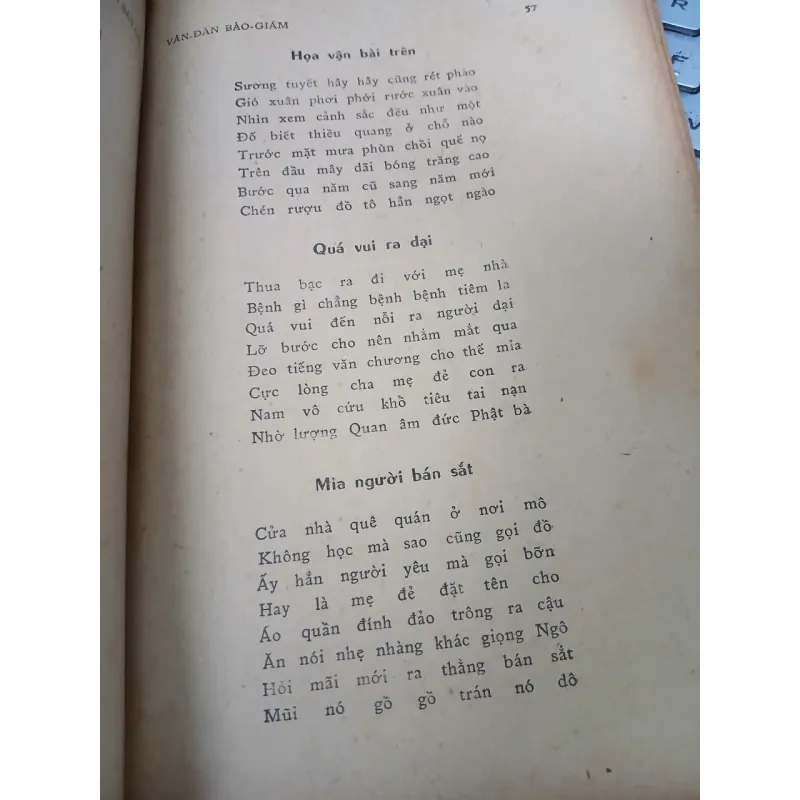 VĂN-ĐÀN BẢO-GIÁM
57
Họa vận bài trên
Sương tuyết hây hây cũng rét phào
Gió xuân phơi phới rước xuân vào
Nhìn xem cảnh sắc đều như một
Đố biết thiều quang ở chỗ nào
Trước mặt mưa phùn chồi quế nọ
Trên đầu mây dãi bóng trăng cao
Bước qua năm cũ sang năm mới
Chén rượu đồ tô hẳn ngọt ngào
Quá vui ra dại
Thua bạc ra đi với mẹ nhà
Bệnh gì chẳng bệnh bệnh tiêm la
Quá vui đến nỗi ra người dại
Lỡ bước cho nên nhắm mắt qua
Đeo tiếng văn chương cho thế mỉa
Cực lòng cha mẹ đẻ con ra
Nam vô cứu khổ tiêu tai nạn
Nhờ lượng Quan âm đức Phật bà
Mỉa người bán sắt
Cửa nhà quê quán ở nơi mô
Không học mà sao cũng gọi đồ
Ấy hẳn người yêu mà gọi bỡn
Hay là mẹ đẻ đặt tên cho
Áo quần đính đảo trông ra cậu
Ăn nói nhẹ nhàng khác giọng Ngô
Hỏi mãi mới ra thằng bán sắt
Mũi nó gồ gồ trán nó dô